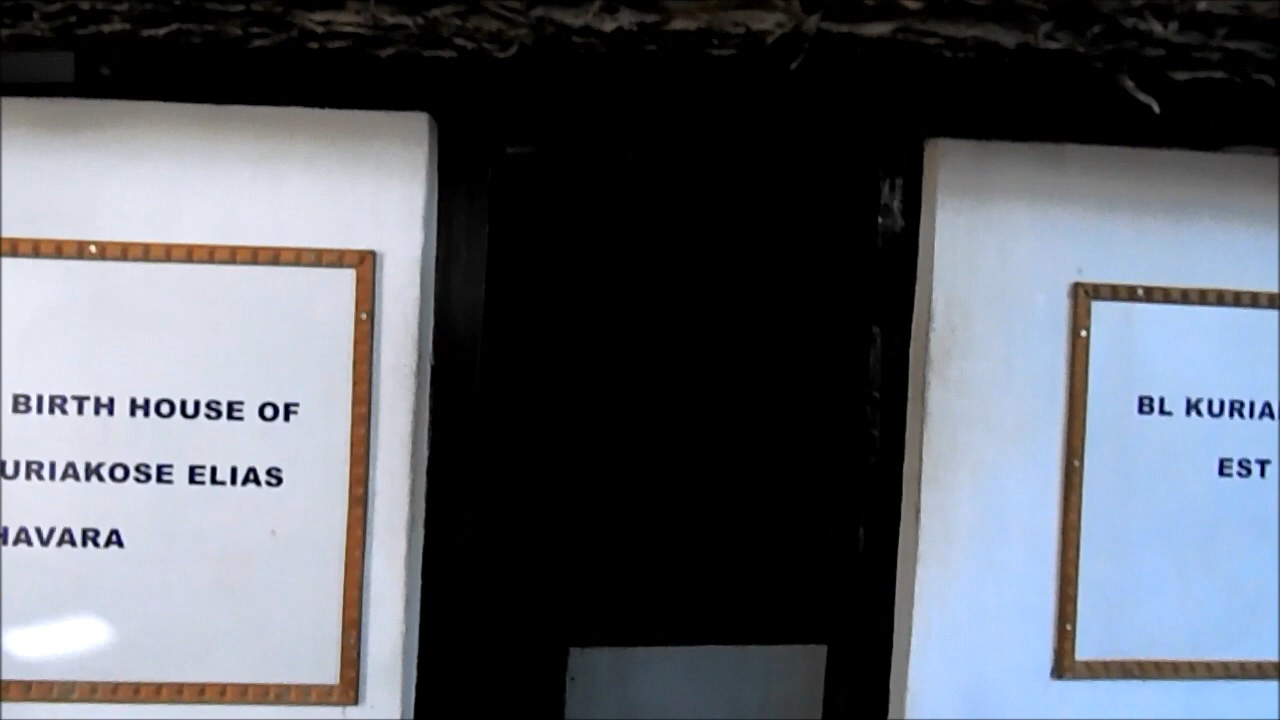 BIRTH HOUSE OF
URIAKOSE ELIAS
HAVARA
BL KURIA
EST